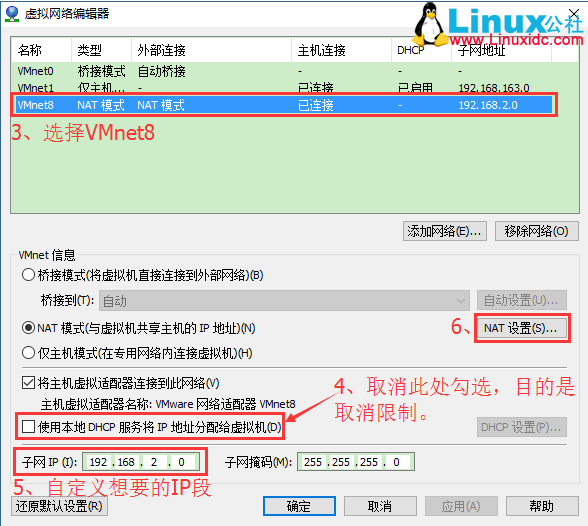 虚拟网络编辑器
Linux公社
www.Linuxidc.com
名称 类型 外部连接 主机连接 DHCP 子网地址
VMnet0 桥接模式 自动桥接 - - -
VMnet1 仅主机... - 已连接 已启用 192.168.163.0
VMnet8 NAT 模式 NAT 模式 已连接 - 192.168.2.0
3、选择VMnet8
添加网络(E)... 移除网络(O)
VMnet 信息
桥接模式(将虚拟机直接连接到外部网络)(B)
桥接到(T): 自动 自动设置(U)...
NAT 模式(与虚拟机共享主机的 IP 地址)(N) 6、 NAT 设置(S)...
仅主机模式(在专用网络内连接虚拟机)(H)
将主机虚拟适配器连接到此网络(V)
4、取消此处勾选，目的是
取消限制。
主机虚拟适配器名称: VMware 网络适配器 VMnet8
使用本地 DHCP 服务将 IP 地址分配给虚拟机(D) DHCP 设置(P)...
子网 IP (I): 192 . 168 . 2 . 0 子网掩码(M): 255 . 255 . 255 . 0
5、自定义想要的IP段
还原默认设置(R) 确定 取消 应用(A) 帮助